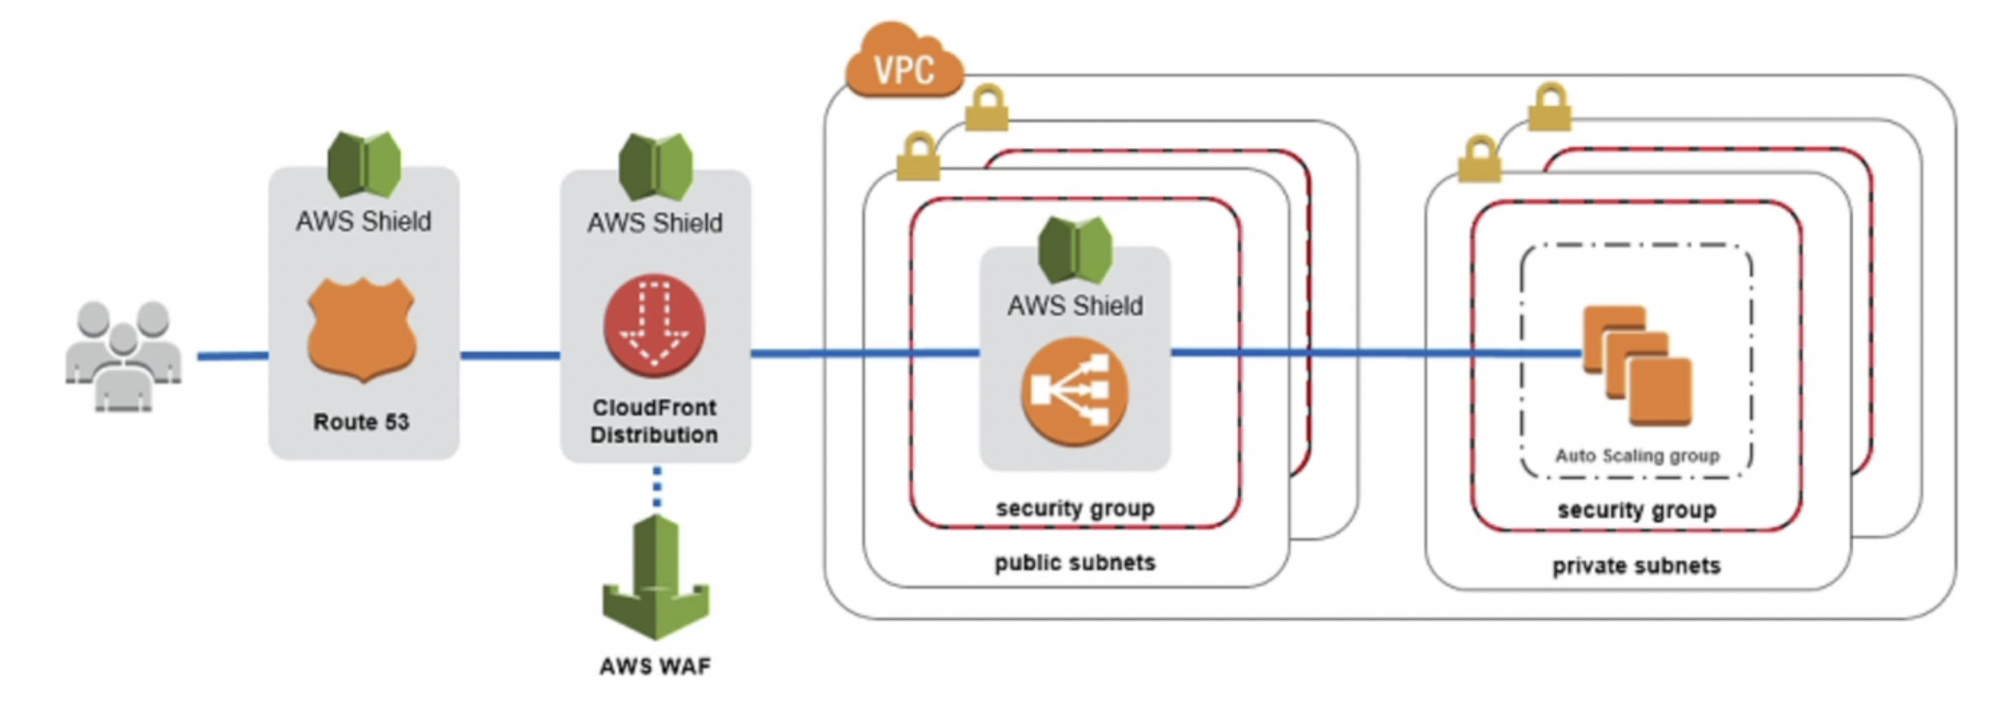 VPC
AWS Shield
Route 53
AWS Shield
CloudFront
Distribution
AWS WAF
AWS Shield
security group
public subnets
Auto Scaling group
security group
private subnets